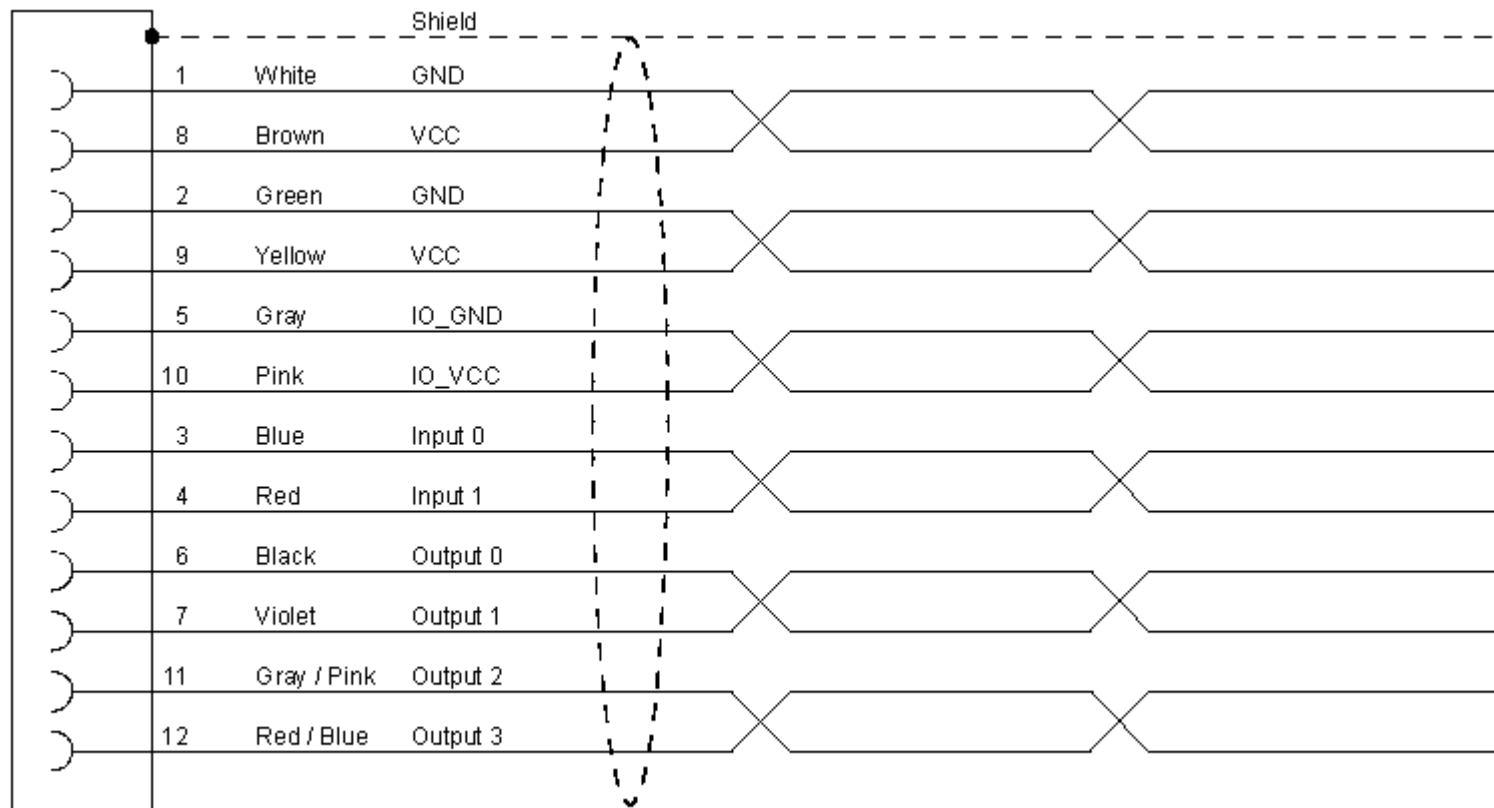 Shield
1 White GND
8 Brown VCC
2 Green GND
9 Yellow VCC
5 Gray IO_GND
10 Pink IO_VCC
3 Blue Input 0
4 Red Input 1
6 Black Output 0
7 Violet Output 1
11 Gray / Pink Output 2
12 Red / Blue Output 3